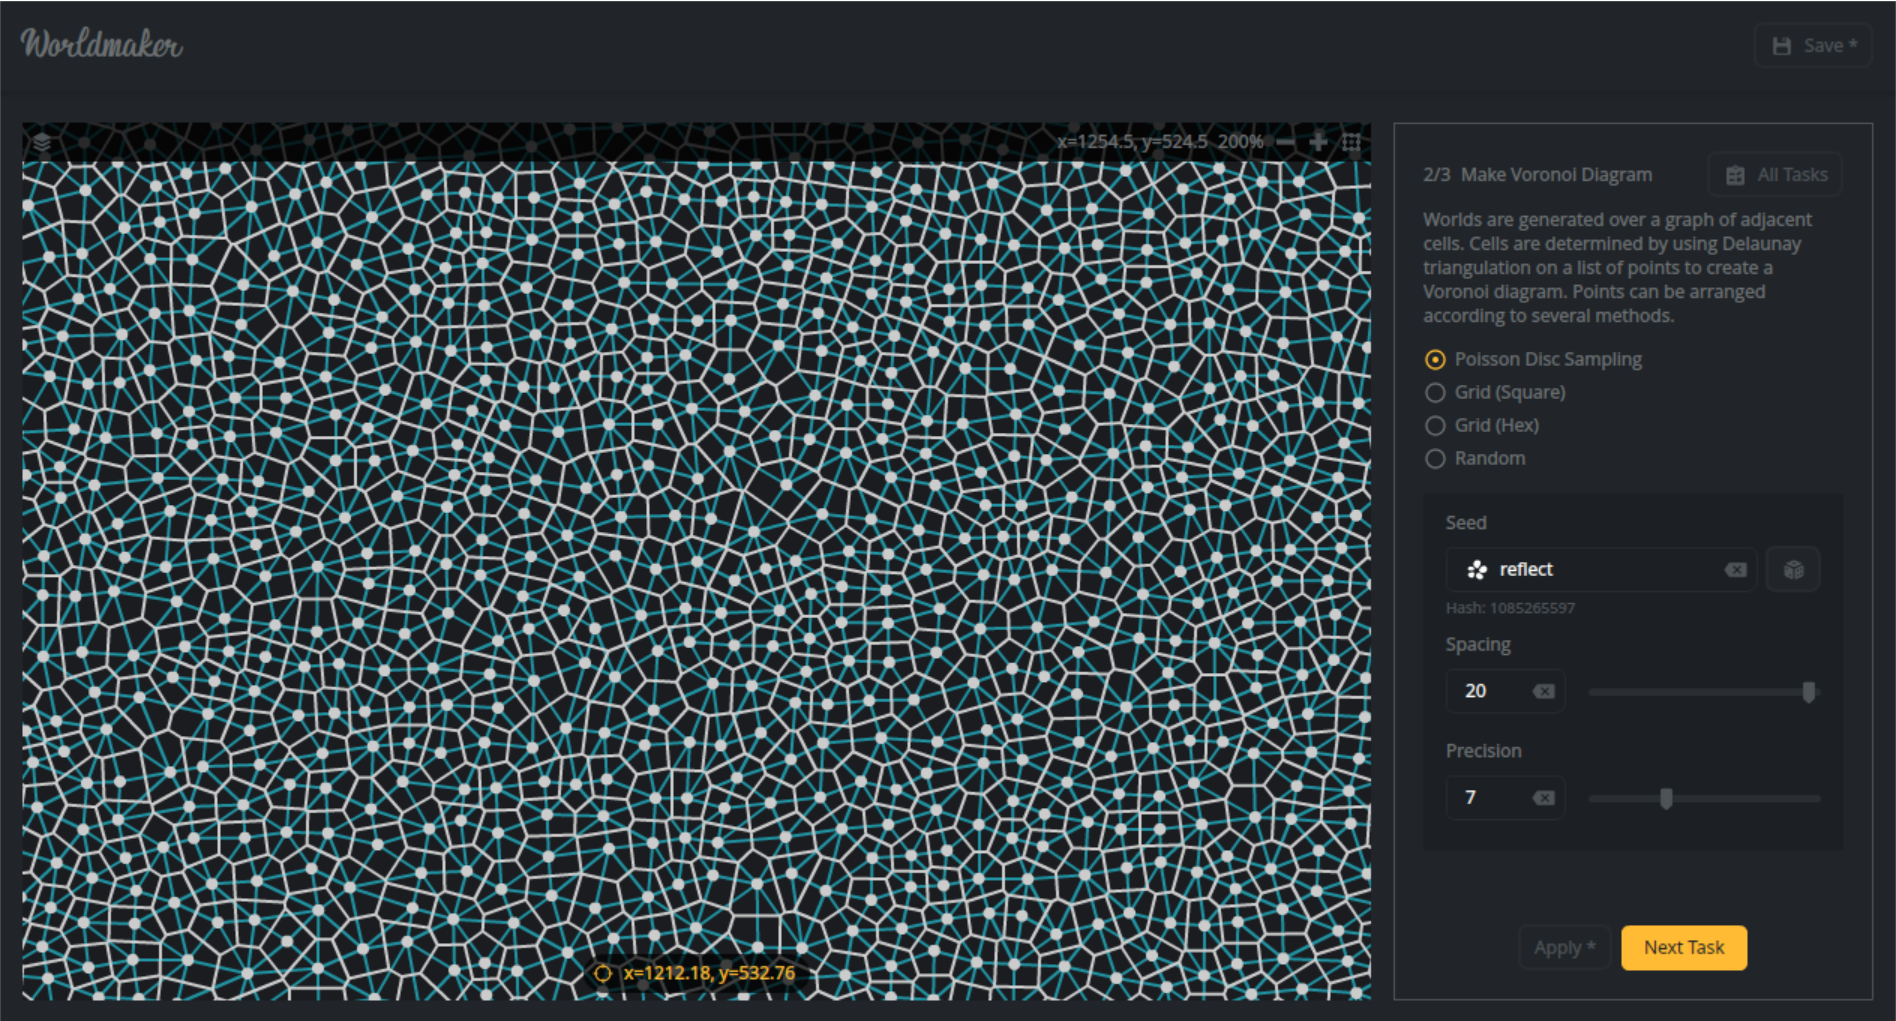 Worldmaker
Save *
x=1254.5, y=524.5 200%
2/3 Make Voronoi Diagram
All Tasks
Worlds are generated over a graph of adjacent
cells. Cells are determined by using Delaunay
triangulation on a list of points to create a
Voronoi diagram. Points can be arranged
according to several methods.
Poisson Disc Sampling
Grid (Square)
Grid (Hex)
Random
Seed
reflect
Hash: 1085265597
Spacing
20
Precision
7
Apply *
Next Task
x=1212.18, y=532.76